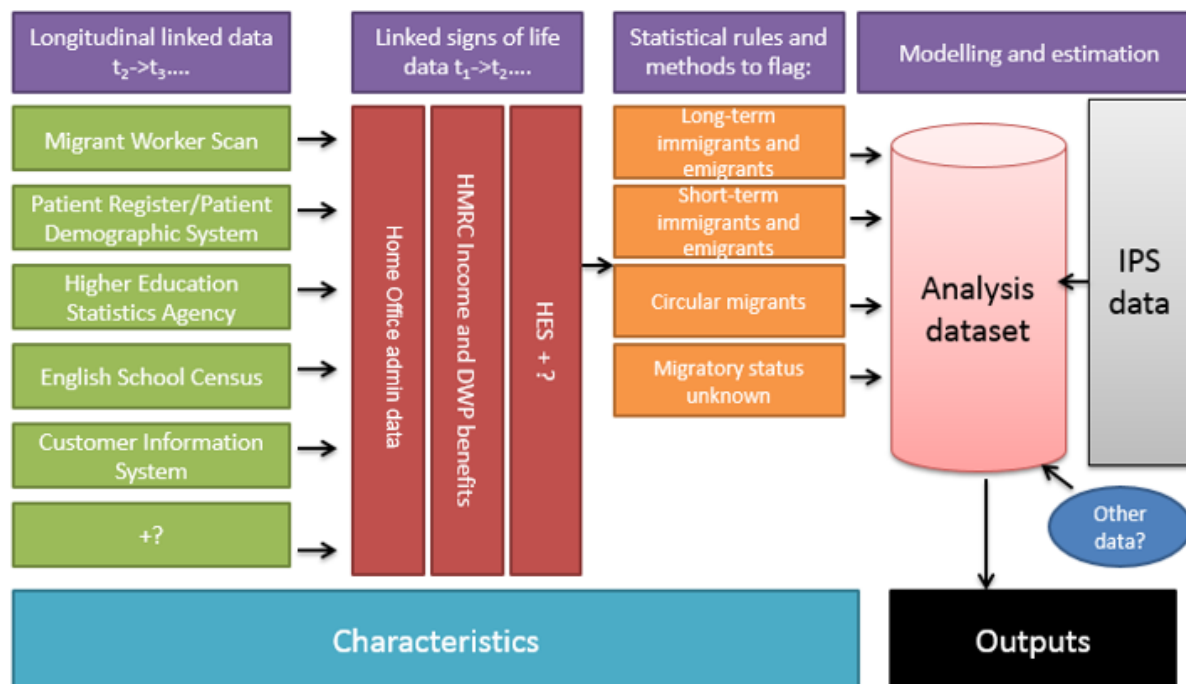 Longitudinal linked data
t₂->t₃....
Linked signs of life
data t₁->t₂....
Statistical rules and
methods to flag:
Modelling and estimation
Migrant Worker Scan
Patient Register/Patient
Demographic System
Higher Education
Statistics Agency
English School Census
Customer Information
System
+?
Home Office admin data
HMRC Income and DWP benefits
HES + ?
Long-term
immigrants and
emigrants
Short-term
immigrants and
emigrants
Circular migrants
Migratory status
unknown
Analysis
dataset
IPS
data
Other
data?
Characteristics
Outputs